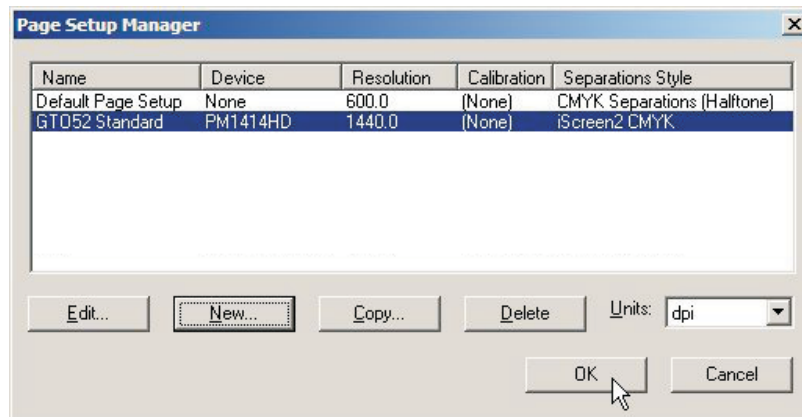 Page Setup Manager
Name Device Resolution Calibration Separations Style
Default Page Setup None 600.0 (None) CMYK Separations (Halftone)
GTO52 Standard PM1414HD 1440.0 (None) iScreen2 CMYK
Edit... New... Copy... Delete Units: dpi
OK Cancel